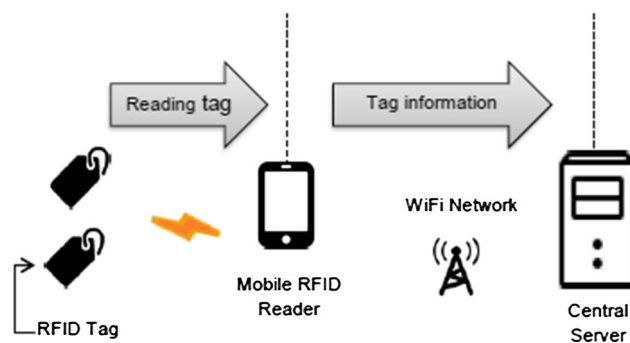 Reading tag
Tag information
WiFi Network
Mobile RFID
Reader
RFID Tag
Central
Server